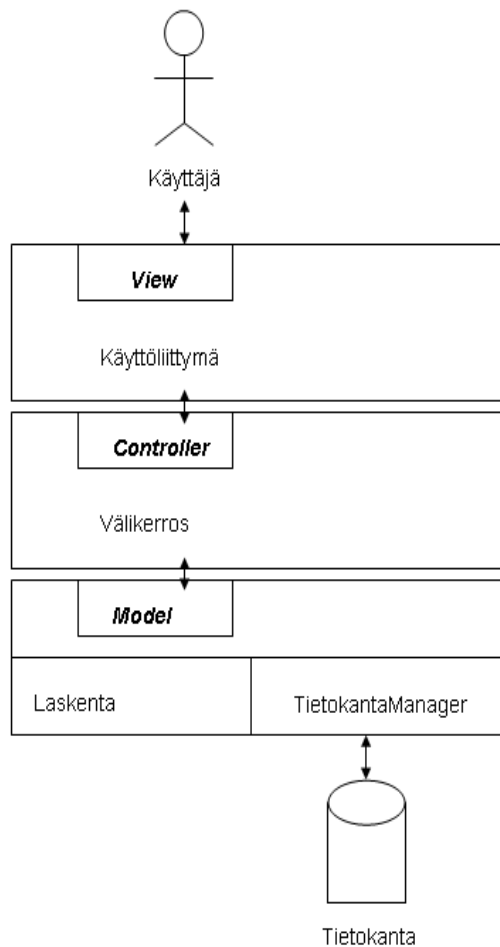 Käyttäjä
View
Käyttöliittymä
Controller
Välikerros
Model
Laskenta
TietokantaManager
Tietokanta